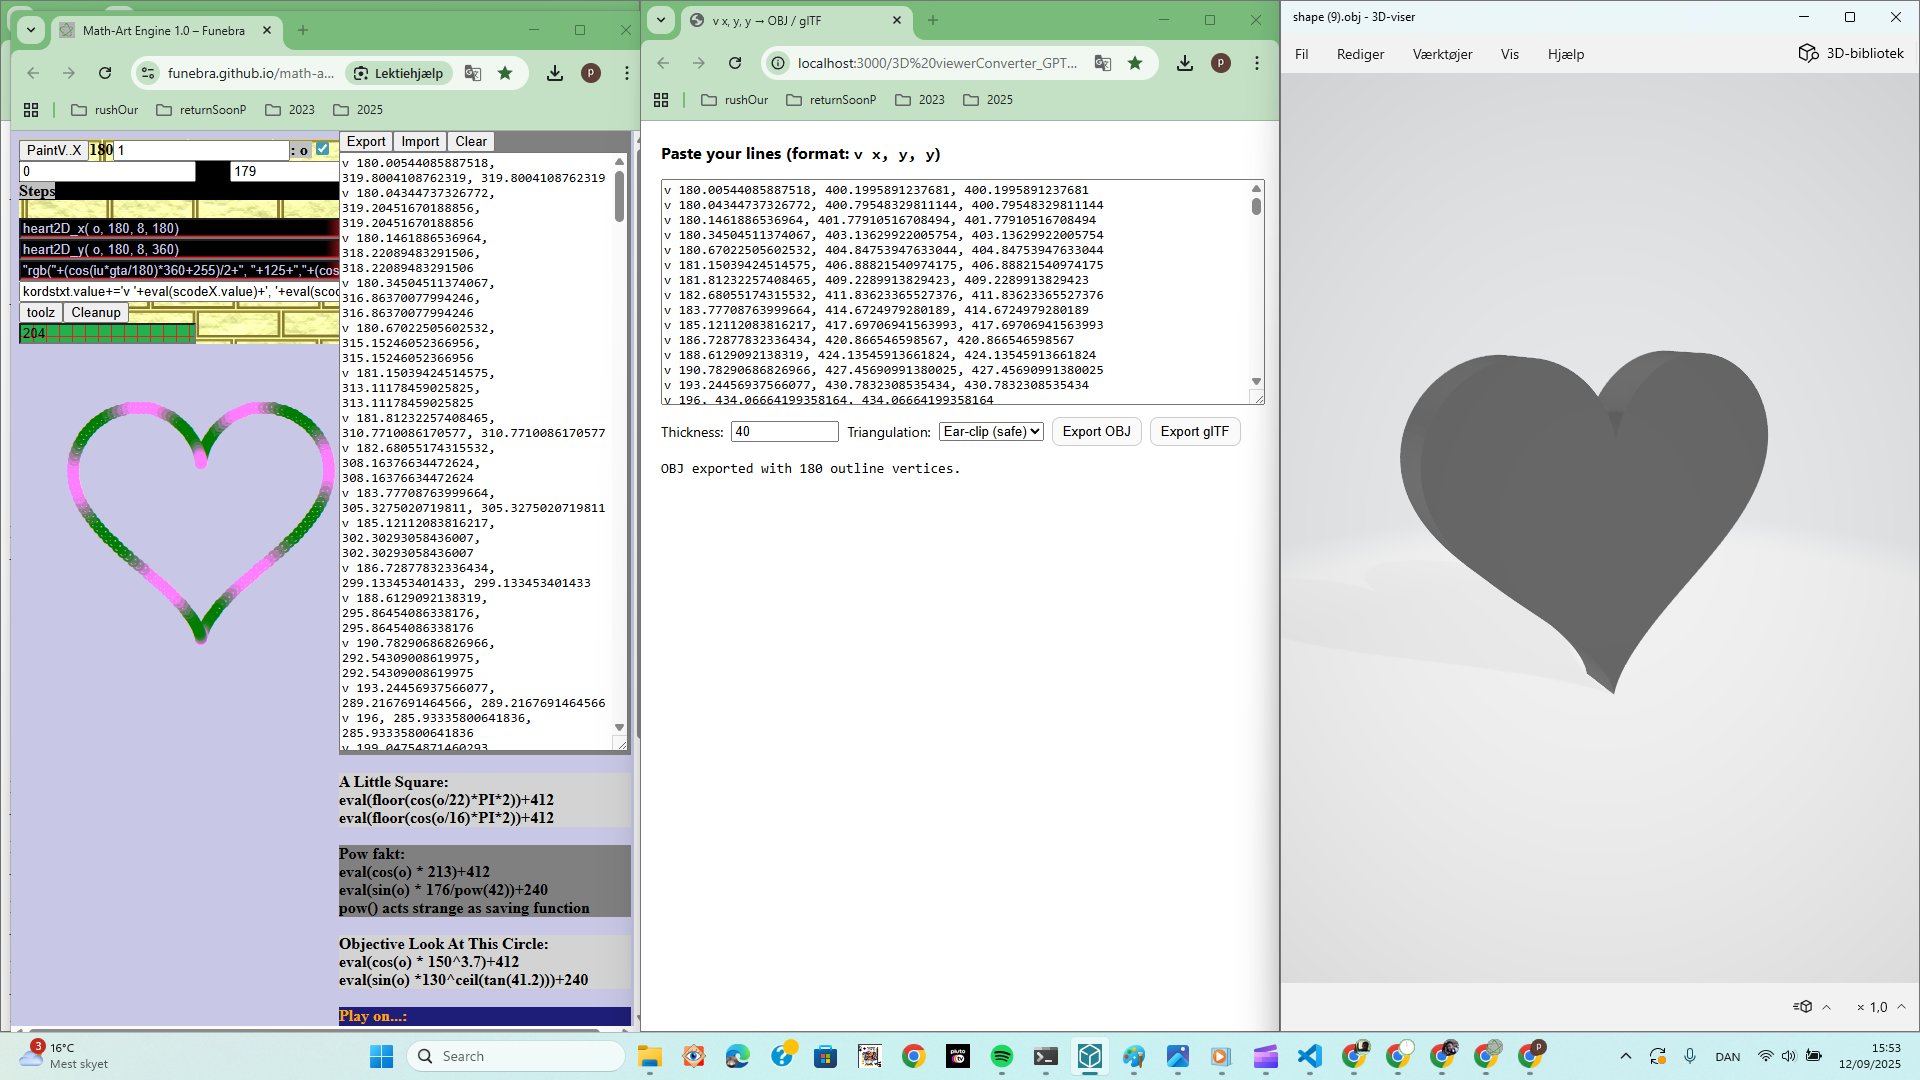 Math-Art Engine 1.0 – Funebra
funebra.github.io/math-a...
Lektiehjælp
P
rushOur
returnSoonP
2023
2025
PaintV..X
180
1
: o
0
179
Steps
heart2D_x( o, 180, 8, 180)
heart2D_y( o, 180, 8, 360)
"rgb("+(cos(iu*gta/180)*360+255)/2+", "+125+","+(cos
kordstxt.value+='v '+eval(scodeX.value)+', '+eval(scod
toolz
Cleanup
204
Export
Import
Clear
v 180.00544085887518,
319.8004108762319, 319.8004108762319
v 180.04344737326772,
319.20451670188856,
319.20451670188856
v 180.1461886536964,
318.22089483291506,
318.22089483291506
v 180.34504511374067,
316.86370077994246,
316.86370077994246
v 180.67022505602532,
315.15246052366956,
315.15246052366956
v 181.15039424514575,
313.11178459025825,
313.11178459025825
v 181.81232257408465,
310.7710086170577, 310.7710086170577
v 182.68055174315532,
308.16376634472624,
308.16376634472624
v 183.77708763999664,
305.3275020719811, 305.3275020719811
v 185.12112083816217,
302.30293058436007,
302.30293058436007
v 186.72877832336434,
299.133453401433, 299.133453401433
v 188.6129092138319,
295.86454086338176,
295.86454086338176
v 190.78290686826966,
292.54309008619975,
292.54309008619975
v 193.24456937566077,
289.2167691464566, 289.2167691464566
v 196, 285.93335800641836,
285.93335800641836
v 199.04754871460293,
A Little Square:
eval(floor(cos(o/22)*PI*2))+412
eval(floor(cos(o/16)*PI*2))+412
Pow fakt:
eval(cos(o) * 213)+412
eval(sin(o) * 176/pow(42))+240
pow() acts strange as saving function
Objective Look At This Circle:
eval(cos(o) * 150^3.7)+412
eval(sin(o) *130^ceil(tan(41.2)))+240
Play on...:
v x, y, y → OBJ / glTF
localhost:3000/3D%20viewerConverter_GPT...
P
rushOur
returnSoonP
2023
2025
Paste your lines (format: v x, y, y)
v 180.00544085887518, 400.1995891237681, 400.1995891237681
v 180.04344737326772, 400.79548329811144, 400.79548329811144
v 180.1461886536964, 401.77910516708494, 401.77910516708494
v 180.34504511374067, 403.13629922005754, 403.13629922005754
v 180.67022505602532, 404.84753947633044, 404.84753947633044
v 181.15039424514575, 406.88821540974175, 406.88821540974175
v 181.81232257408465, 409.2289913829423, 409.2289913829423
v 182.68055174315532, 411.83623365527376, 411.83623365527376
v 183.77708763999664, 414.6724979280189, 414.6724979280189
v 185.12112083816217, 417.69706941563993, 417.69706941563993
v 186.72877832336434, 420.866546598567, 420.866546598567
v 188.6129092138319, 424.13545913661824, 424.13545913661824
v 190.78290686826966, 427.45690991380025, 427.45690991380025
v 193.24456937566077, 430.7832308535434, 430.7832308535434
v 196, 434.06664199358164, 434.06664199358164
Thickness: 40 Triangulation: Ear-clip (safe) Export OBJ Export glTF
OBJ exported with 180 outline vertices.
shape (9).obj - 3D-viser
Fil
Rediger
Værktøjer
Vis
Hjælp
3D-bibliotek
× 1,0
3
16°C
Mest skyet
Search
pluto tv
DAN
15:53
12/09/2025